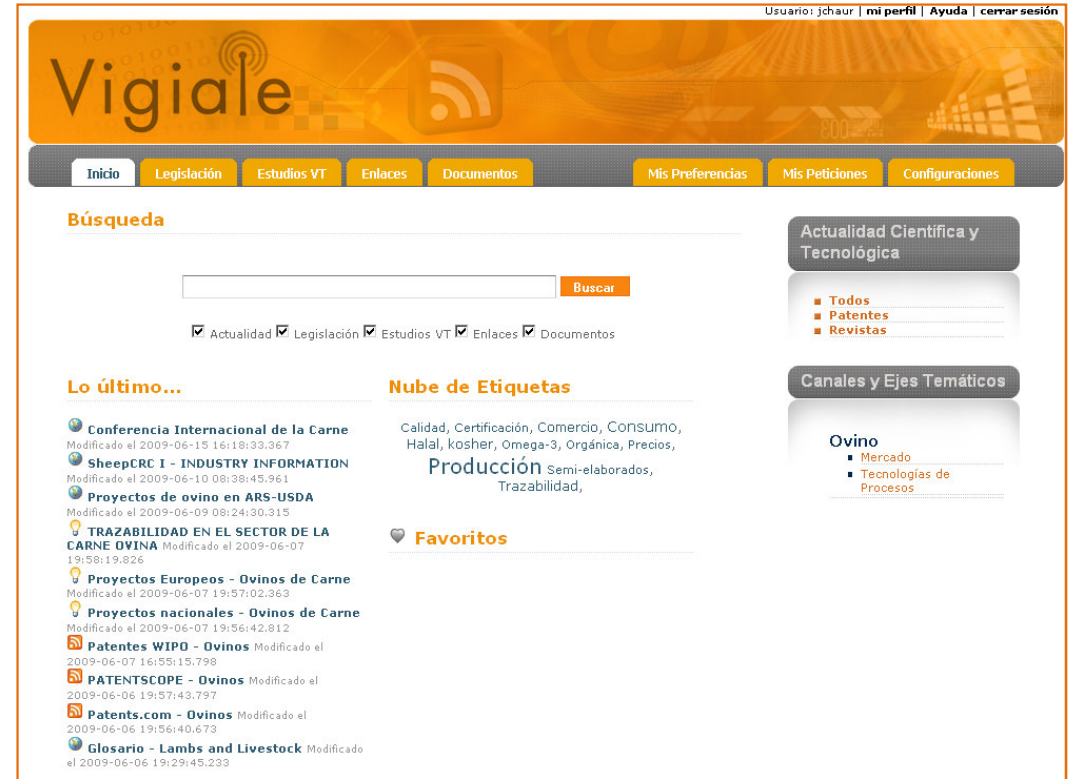 Usuario: jchaur | mi perfil | Ayuda | cerrar sesión
Vigiale
Inicio
Legislación
Estudios VT
Enlaces
Documentos
Mis Preferencias
Mis Peticiones
Configuraciones
Búsqueda
Buscar
Actualidad Legislación Estudios VT Enlaces Documentos
Lo último...
Conferencia Internacional de la Carne
Modificado el 2009-06-15 16:18:33.367
SheepCRC I - INDUSTRY INFORMATION
Modificado el 2009-06-10 08:38:45.961
Proyectos de ovino en ARS-USDA
Modificado el 2009-06-09 08:24:30.315
TRAZABILIDAD EN EL SECTOR DE LA
CARNE OVINA Modificado el 2009-06-07
19:58:19.826
Proyectos Europeos - Ovinos de Carne
Modificado el 2009-06-07 19:57:02.363
Proyectos nacionales - Ovinos de Carne
Modificado el 2009-06-07 19:56:42.812
Patentes WIPO - Ovinos Modificado el
2009-06-07 16:55:15.798
PATENTSCOPE - Ovinos Modificado el
2009-06-06 19:57:43.797
Patents.com - Ovinos Modificado el
2009-06-06 19:56:40.673
Glosario - Lambs and Livestock Modificado
el 2009-06-06 19:29:45.233
Nube de Etiquetas
Calidad, Certificación, Comercio, Consumo,
Halal, kosher, Omega-3, Orgánica, Precios,
Producción Semi-elaborados,
Trazabilidad,
Favoritos
Actualidad Científica y
Tecnológica
Todos
Patentes
Revistas
Canales y Ejes Temáticos
Ovino
Mercado
Tecnologías de
Procesos